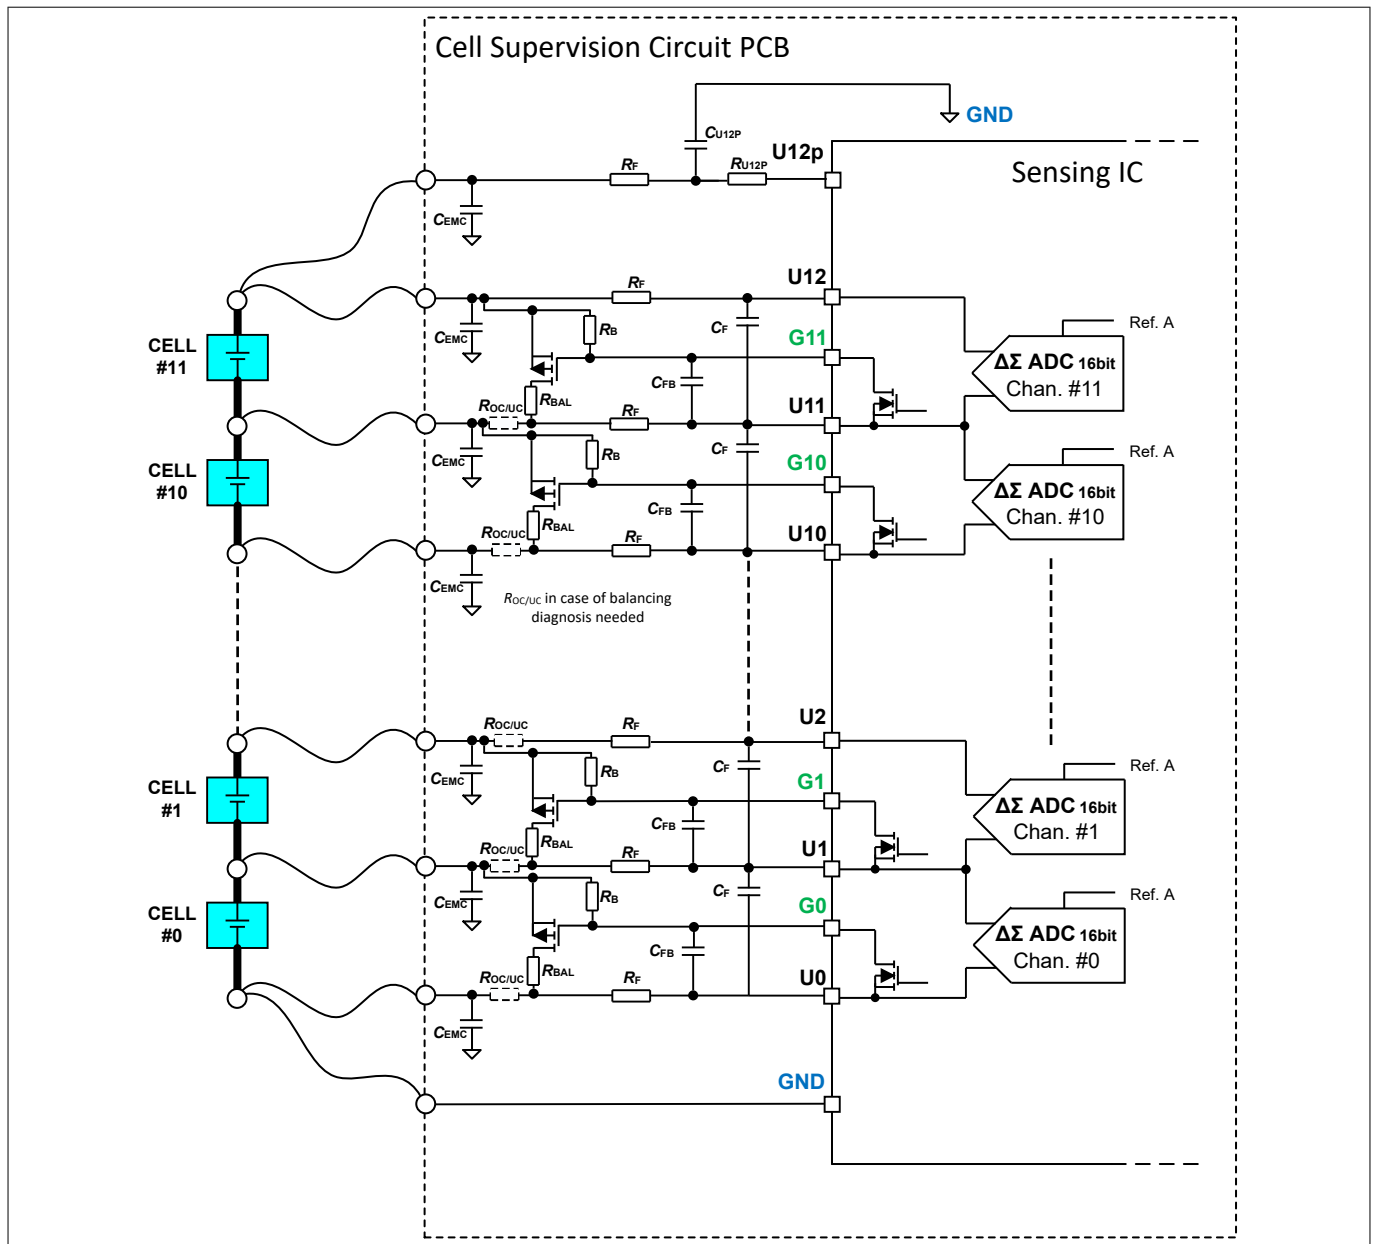 Cell Supervision Circuit PCB
GND
CU12P
U12p
RF
RU12P
Sensing IC
CEMC
U12
RF
Ref. A
CEMC
RB
CF
G11
CELL
#11
ΔΣ ADC 16bit
Chan. #11
CFB
RBAL
ROC/UC
RF
U11
CEMC
RB
CF
G10
Ref. A
CELL
#10
ΔΣ ADC 16bit
Chan. #10
CFB
RBAL
ROC/UC
RF
U10
CEMC
ROC/UC in case of balancing
diagnosis needed
U2
ROC/UC
RF
Ref. A
CEMC
RB
CF
G1
CELL
#1
ΔΣ ADC 16bit
Chan. #1
CFB
RBAL
ROC/UC
RF
U1
CEMC
RB
CF
G0
Ref. A
CELL
#0
ΔΣ ADC 16bit
Chan. #0
CFB
RBAL
ROC/UC
RF
U0
CEMC
GND